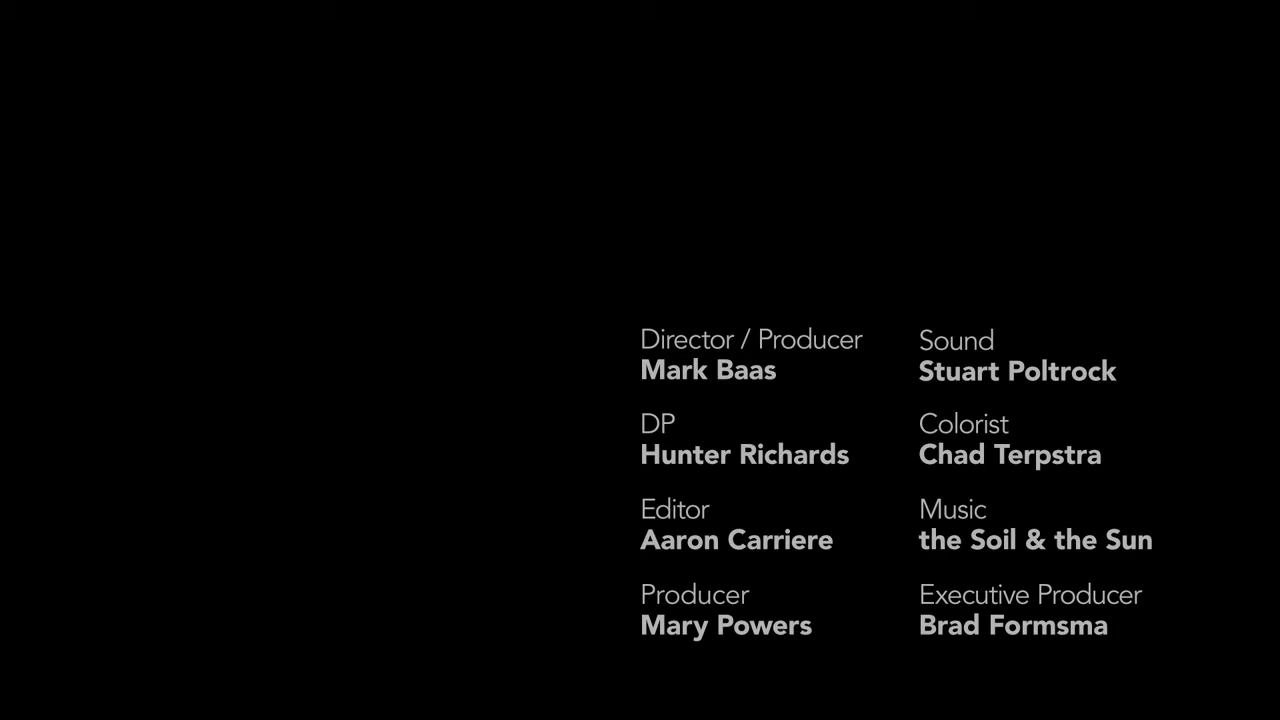 Director / Producer
Mark Baas
DP
Hunter Richards
Editor
Aaron Carriere
Producer
Mary Powers
Sound
Stuart Poltrock
Colorist
Chad Terpstra
Music
the Soil & the Sun
Executive Producer
Brad Formsma